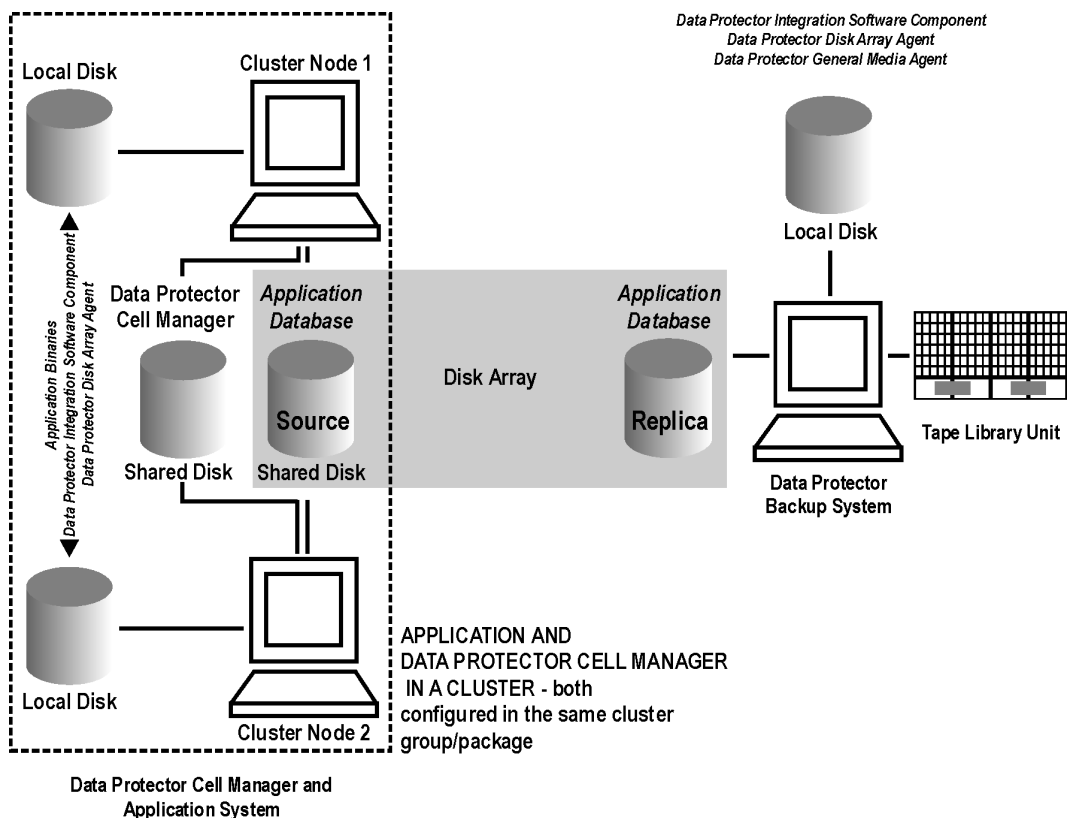 Data Protector Integration Software Component
Data Protector Disk Array Agent
Data Protector General Media Agent
Local Disk
Cluster Node 1
Local Disk
Application Binaries
Data Protector Integration Software Component
Data Protector Disk Array Agent
Data Protector
Cell Manager
Application
Database
Application
Database
Disk Array
Source
Replica
Shared Disk
Shared Disk
Tape Library Unit
Data Protector
Backup System
Local Disk
Cluster Node 2
APPLICATION AND
DATA PROTECTOR CELL MANAGER
IN A CLUSTER - both
configured in the same cluster
group/package
Data Protector Cell Manager and
Application System